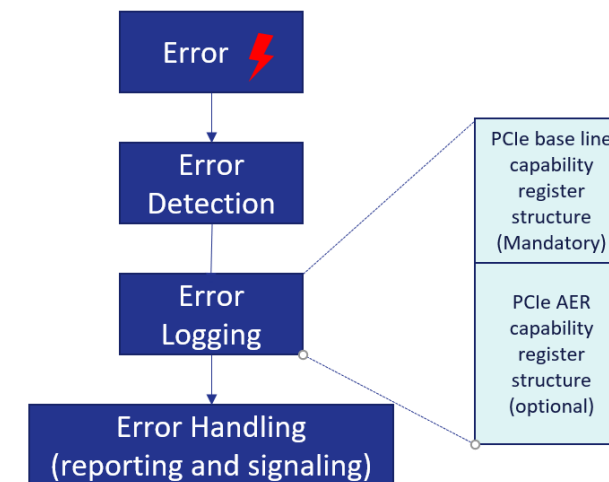 Error
Error
Detection
Error
Logging
Error Handling
(reporting and signaling)
PCIe base line
capability
register
structure
(Mandatory)
PCIe AER
capability
register
structure
(optional)